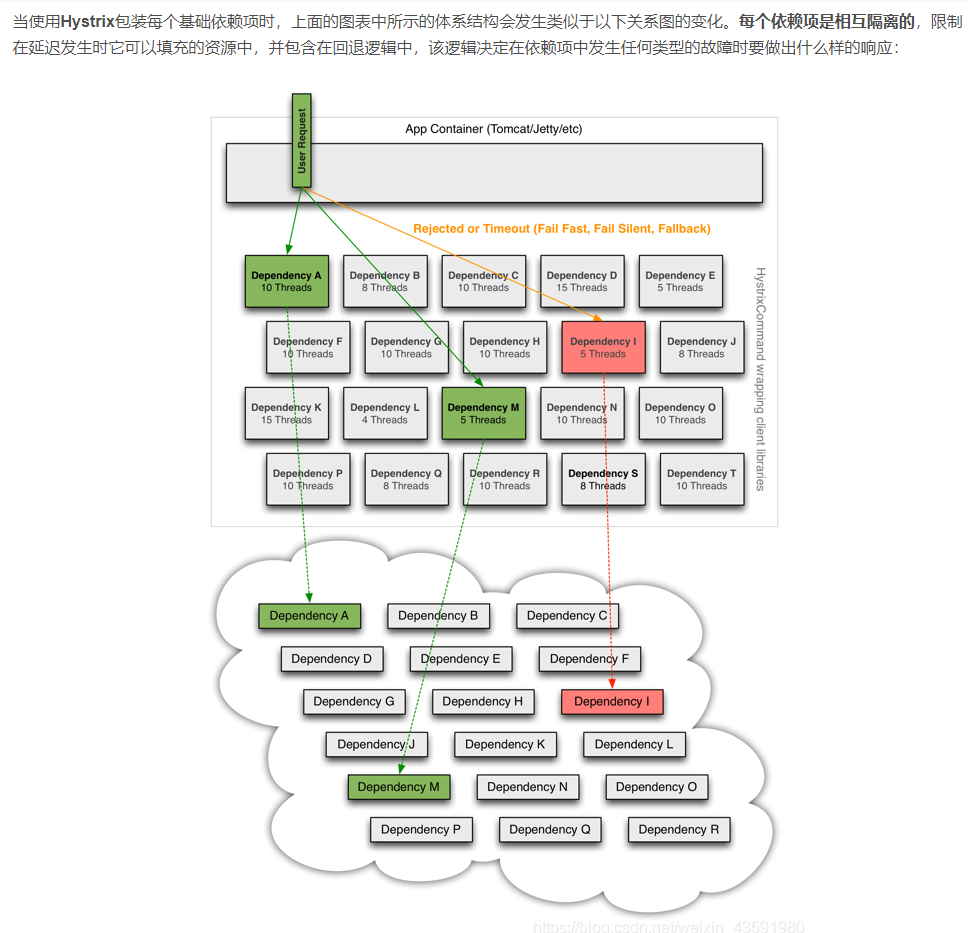 当使用Hystrix包装每个基础依赖项时，上面的图表中所示的体系结构会发生类似于以下关系图的变化。每个依赖项是相互隔离的，限制
在延迟发生时它可以填充的资源中，并包含在回退逻辑中，该逻辑决定在依赖项中发生任何类型的故障时要做出什么样的响应：
User Request
App Container (Tomcat/Jetty/etc)
Rejected or Timeout (Fail Fast, Fail Silent, Fallback)
Dependency A
10 Threads
Dependency B
8 Threads
Dependency C
10 Threads
Dependency D
15 Threads
Dependency E
5 Threads
Dependency F
10 Threads
Dependency G
10 Threads
Dependency H
10 Threads
Dependency I
5 Threads
Dependency J
8 Threads
Dependency K
15 Threads
Dependency L
4 Threads
Dependency M
5 Threads
Dependency N
10 Threads
Dependency O
10 Threads
Dependency P
10 Threads
Dependency Q
8 Threads
Dependency R
10 Threads
Dependency S
8 Threads
Dependency T
10 Threads
HystrixCommand wrapping client libraries
Dependency A
Dependency B
Dependency C
Dependency D
Dependency E
Dependency F
Dependency G
Dependency H
Dependency I
Dependency J
Dependency K
Dependency L
Dependency M
Dependency N
Dependency O
Dependency P
Dependency Q
Dependency R
https://blog.csdn.net/weixin_43591980